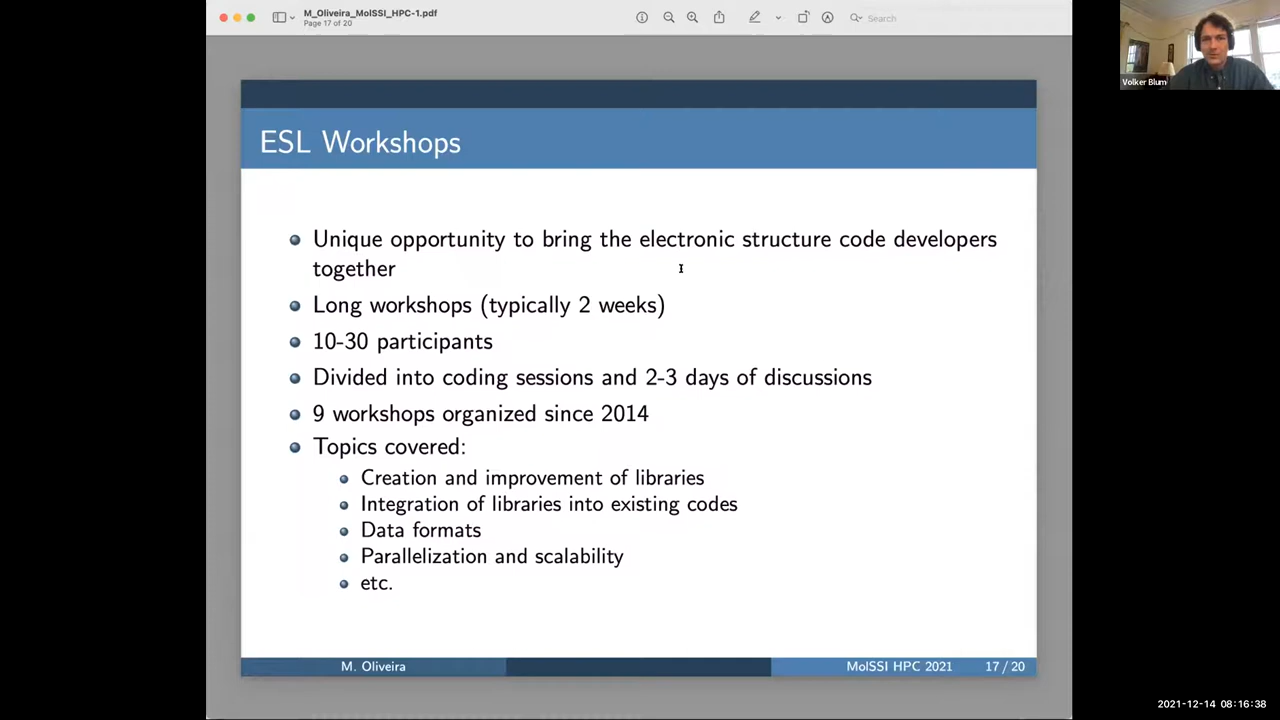 M_Oliveira_MolSSI_HPC-1.pdf
Page 17 of 20
Search
Volker Blum
ESL Workshops
Unique opportunity to bring the electronic structure code developers
together
Long workshops (typically 2 weeks)
10-30 participants
Divided into coding sessions and 2-3 days of discussions
9 workshops organized since 2014
Topics covered:
Creation and improvement of libraries
Integration of libraries into existing codes
Data formats
Parallelization and scalability
etc.
M. Oliveira
MolSSI HPC 2021
17 / 20
2021-12-14 08:16:38